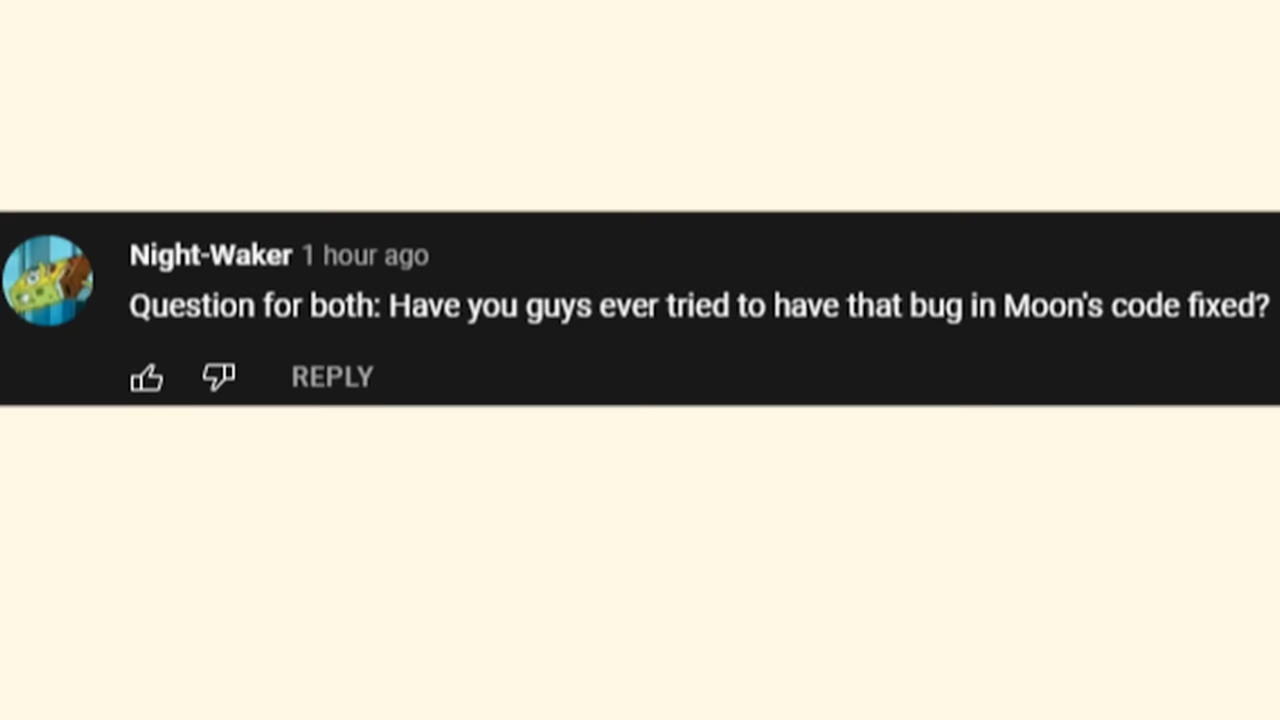 Night-Waker 1 hour ago
Question for both: Have you guys ever tried to have that bug in Moon's code fixed?
REPLY